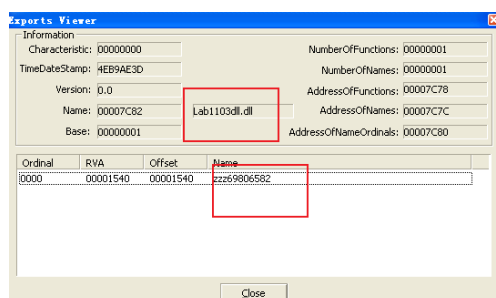 Exports Viewer
Information
Characteristic: 00000000
NumberOfFunctions: 00000001
TimeDateStamp: 4EB9AE3D
NumberOfNames: 00000001
Version: 0.0
AddressOfFunctions: 00007C78
Name: 00007C82 Lab1103dll.dll
AddressOfNames: 00007C7C
Base: 00000001
AddressOfNameOrdinals: 00007C80
Ordinal RVA Offset Name
0000 00001540 00001540 zzz69806582
Close